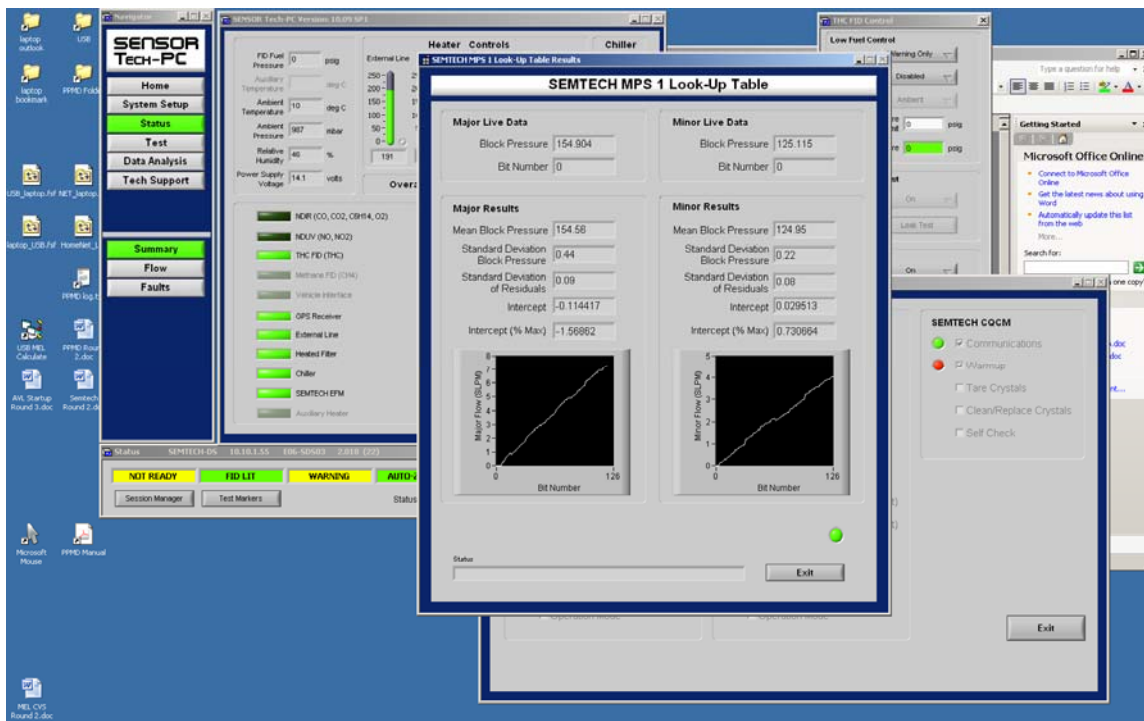 laptop
outlook
USB
laptop
bookmark
PPMD Folde
USB_laptop.fsf
NET_laptop.
laptop_USB.fsf
HomeNet_L
PPMD log.t
USB MEL
Calculate
PPMD Roun
2.doc
AVL Startup
Round 3.doc
Semtech
Round 2.d
Microsoft
Mouse
PPMD Manual
MEL CVS
Round 2.doc
Navigator
SENSOR
TECH-PC
Home
System Setup
Status
Test
Data Analysis
Tech Support
Summary
Flow
Faults
SENSOR Tech-PC Version 10.09 SP1
Heater Controls
Chiller
FID Fuel
Pressure
0
psig
External Line
Auxiliary
Temperature
deg C
Ambient
Temperature
10
deg C
Ambient
Pressure
987
mbar
Relative
Humidity
46
%
Power Supply
Voltage
14.1
volts
250
200
150
100
50
0
191
Overa
NDIR (CO, CO2, C6H14, O2)
NDUV (NO, NO2)
THC FID (THC)
Methane FID (CH4)
Vehicle Interface
GPS Receiver
External Line
Heated Filter
Chiller
SEMTECH EFM
Auxiliary Heater
Status SEMTECH-DS 10.10.1.55 E06-SDS03 2.010 (22)
NOT READY
FID LIT
WARNING
AUTO-Z
Session Manager
Test Markers
Status
SEMTECH MPS 1 Look-Up Table Results
SEMTECH MPS 1 Look-Up Table
Major Live Data
Block Pressure 154.904
Bit Number 0
Minor Live Data
Block Pressure 125.115
Bit Number 0
Major Results
Mean Block Pressure 154.56
Standard Deviation
Block Pressure
0.44
Standard Deviation
of Residuals
0.09
Intercept -0.114417
Intercept (% Max) -1.56862
Minor Results
Mean Block Pressure 124.95
Standard Deviation
Block Pressure
0.22
Standard Deviation
of Residuals
0.08
Intercept 0.029513
Intercept (% Max) 0.730664
Major Flow (SLPM)
8
7
6
5
4
3
2
1
0
0
126
Bit Number
Minor Flow (SLPM)
5
4
3
2
1
0
0
126
Bit Number
Status
Exit
THC FID Control
Low Fuel Control
Warning Only
Disabled
Ambient
0
psig
0
psig
On
Leak Test
On
Type a question for help
Getting Started
Microsoft Office Online
Connect to Microsoft Office
Online
Get the latest news about using
Word
Automatically update this list
from the web
More...
Search for:
one copy"
.doc
doc
nt...
SEMTECH CQCM
Communications
Warmup
Tare Crystals
Clean/Replace Crystals
Self Check
Operation Mode
Operation Mode
Exit